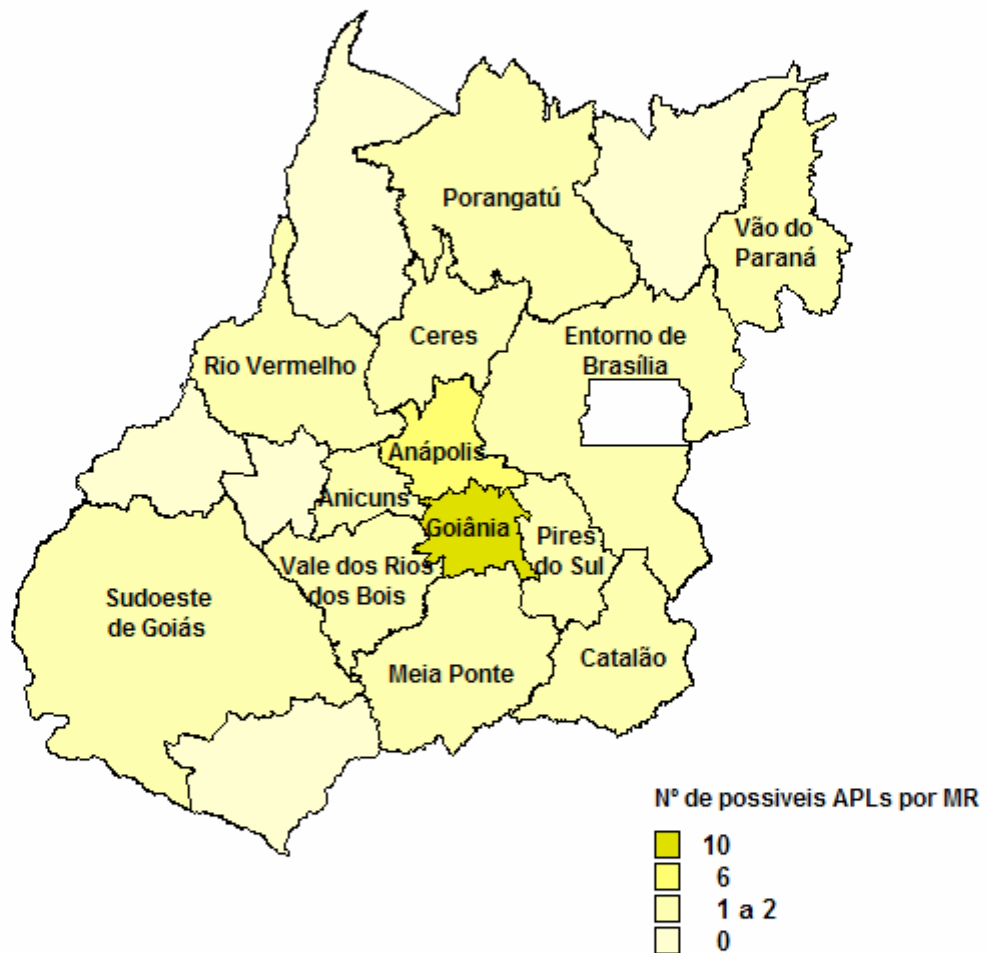 Porangatú
Vão do
Paraná
Ceres
Entorno de
Brasília
Rio Vermelho
Anápolis
Anicuns
Goiânia
Pires
do Sul
Vale dos Rios
dos Bois
Sudoeste
de Goiás
Catalão
Meia Ponte
N° de possiveis APLs por MR
10
6
1 a 2
0